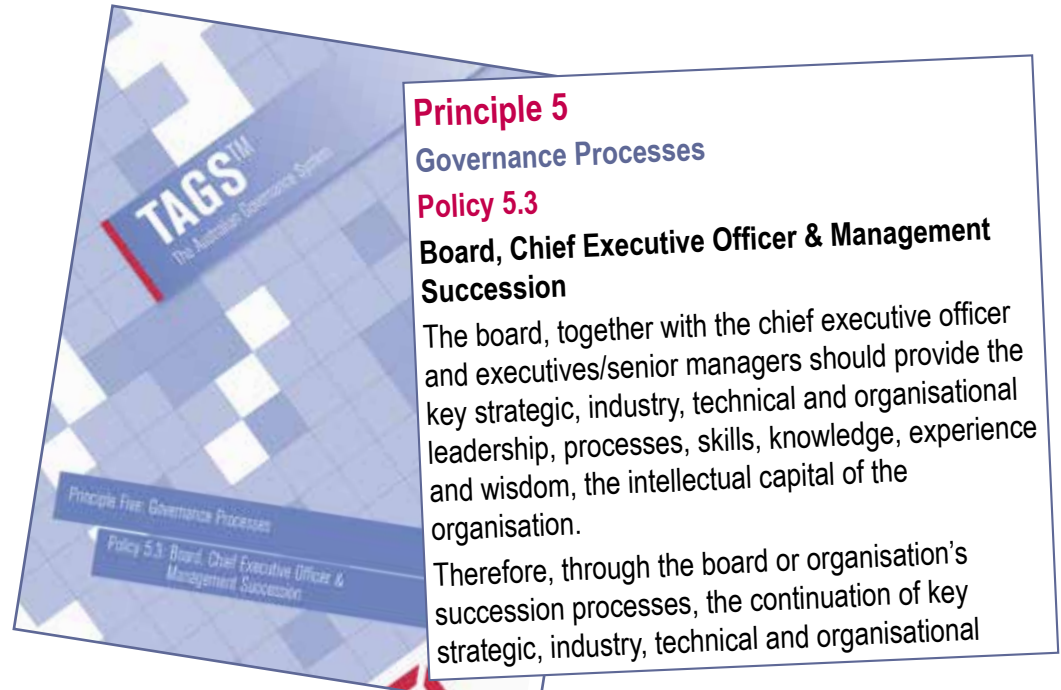 TAGS™
The Australian Governance System
Principle Five: Governance Processes
Policy 5.3: Board, Chief Executive Officer &
Management Succession
Principle 5
Governance Processes
Policy 5.3
Board, Chief Executive Officer & Management
Succession
The board, together with the chief executive officer
and executives/senior managers should provide the
key strategic, industry, technical and organisational
leadership, processes, skills, knowledge, experience
and wisdom, the intellectual capital of the
organisation.
Therefore, through the board or organisation's
succession processes, the continuation of key
strategic, industry, technical and organisational